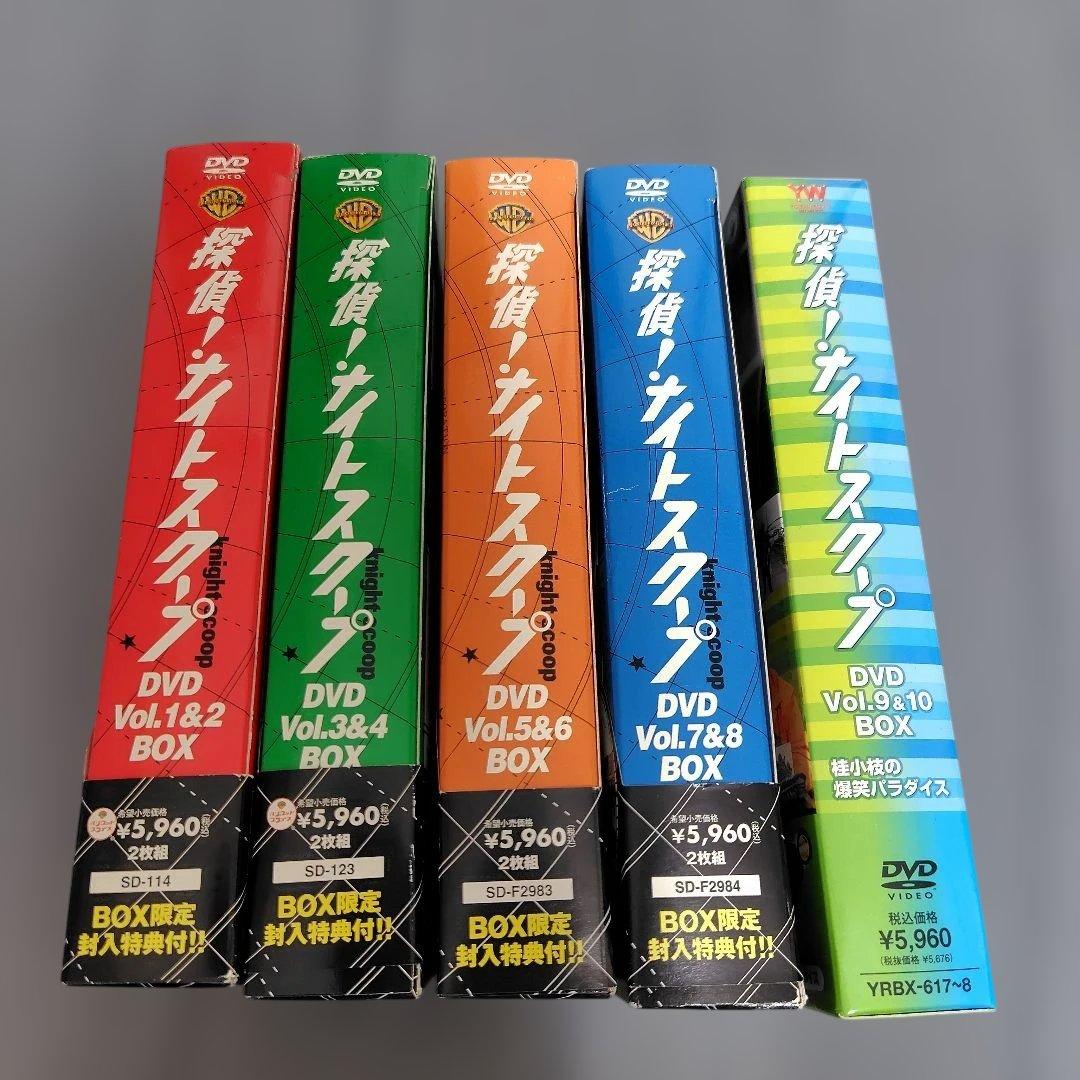 DVD
VIDEO
探偵!ナイトスクープ
knight scoop
DVD
Vol.1&2
BOX
希望小売価格
¥5,960(税込)
2枚組
SD-114
BOX限定
封入特典付!!
DVD
VIDEO
探偵!ナイトスクープ
knight scoop
DVD
Vol.3&4
BOX
希望小売価格
¥5,960(税込)
2枚組
SD-123
BOX限定
封入特典付!!
DVD
VIDEO
探偵!ナイトスクープ
knight scoop
DVD
Vol.5&6
BOX
希望小売価格
¥5,960(税込)
2枚組
SD-F2983
BOX限定
封入特典付!!
DVD
VIDEO
探偵!ナイトスクープ
knight scoop
DVD
Vol.7&8
BOX
希望小売価格
¥5,960(税込)
2枚組
SD-F2984
BOX限定
封入特典付!!
YW
探偵!ナイトスクープ
DVD
Vol.9&10
BOX
桂小枝の
爆笑パラダイス
DVD
VIDEO
税込価格
¥5,960
(税抜価格 ¥5,676)
YRBX-617~8